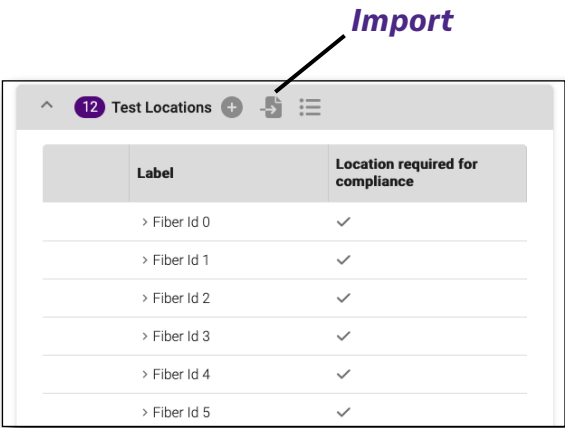 Import
12 Test Locations
Label
Location required for
compliance
Fiber Id 0
Fiber Id 1
Fiber Id 2
Fiber Id 3
Fiber Id 4
Fiber Id 5